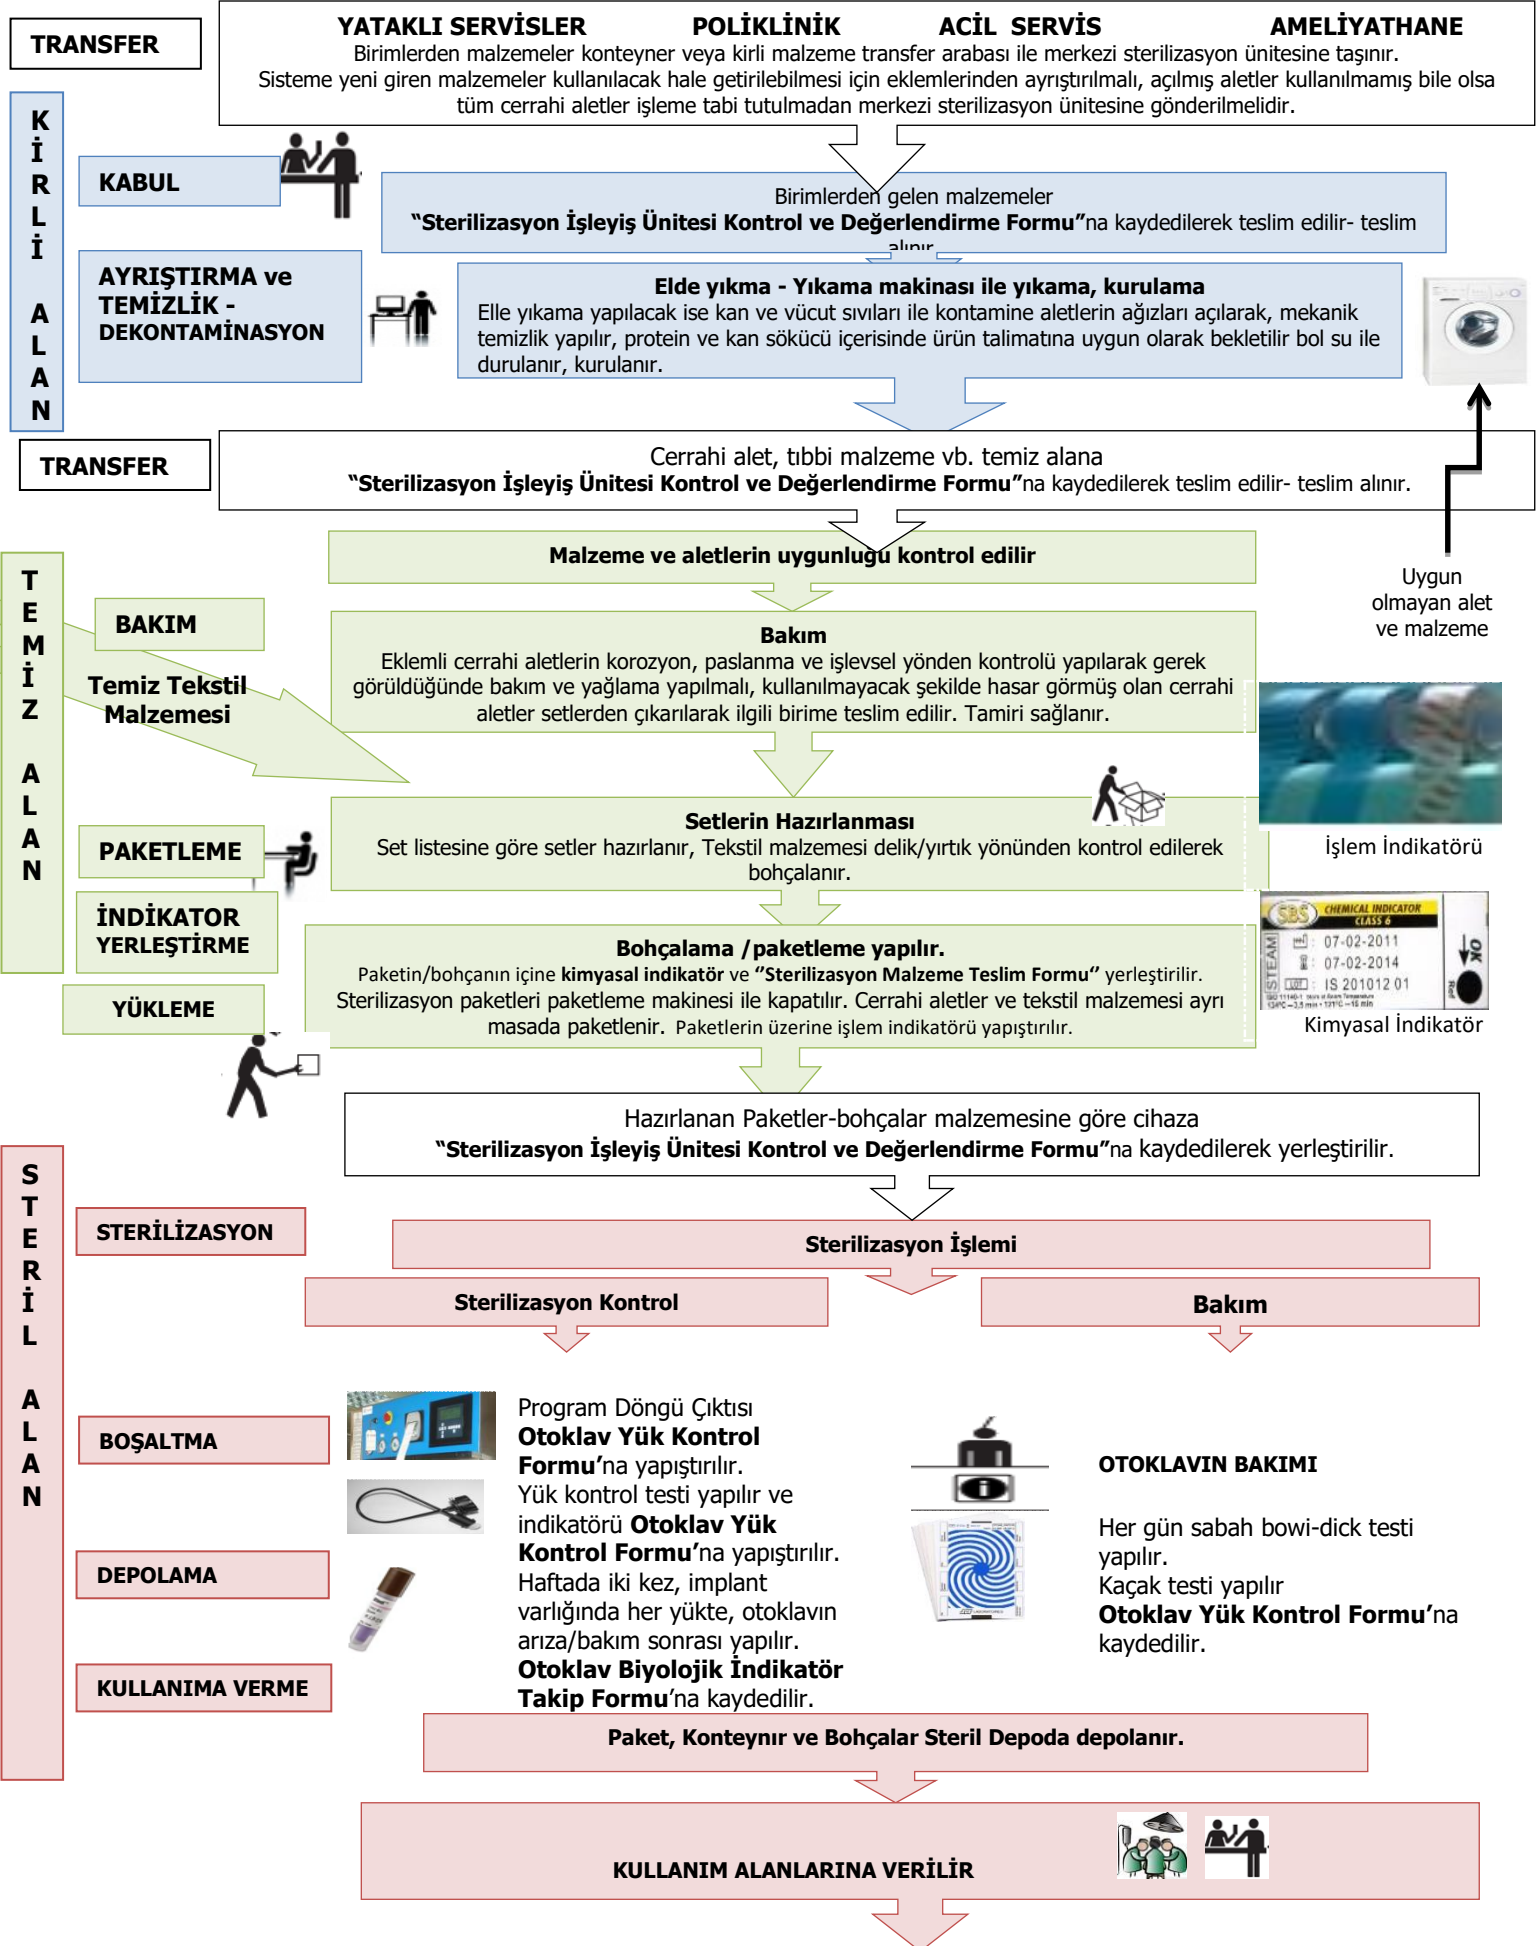 TRANSFER
YATAKLI SERVİSLER POLİKLİNİK ACİL SERVİS AMELİYATHANE
Birimlerden malzemeler konteyner veya kirli malzeme transfer arabası ile merkezi sterilizasyon ünitesine taşınır.
Sisteme yeni giren malzemeler kullanılacak hale getirilebilmesi için eklemlerinden ayrıştırılmalı, açılmış aletler kullanılmamış bile olsa
tüm cerrahi aletler işleme tabi tutulmadan merkezi sterilizasyon ünitesine gönderilmelidir.
KİRLİ ALAN
KABUL
Birimlerden gelen malzemeler
“Sterilizasyon İşleyiş Ünitesi Kontrol ve Değerlendirme Formu”na kaydedilerek teslim edilir- teslim
alınır
AYRIŞTIRMA ve
TEMİZLİK -
DEKONTAMİNASYON
Elde yıkma - Yıkama makinası ile yıkama, kurulama
Elle yıkama yapılacak ise kan ve vücut sıvıları ile kontamine aletlerin ağızları açılarak, mekanik
temizlik yapılır, protein ve kan sökücü içerisinde ürün talimatına uygun olarak bekletilir bol su ile
durulanır, kurulanır.
TRANSFER
Cerrahi alet, tıbbi malzeme vb. temiz alana
“Sterilizasyon İşleyiş Ünitesi Kontrol ve Değerlendirme Formu”na kaydedilerek teslim edilir- teslim alınır.
Uygun
olmayan alet
ve malzeme
TEMİZ ALAN
Malzeme ve aletlerin uygunluğu kontrol edilir
BAKIM
Bakım
Eklemli cerrahi aletlerin korozyon, paslanma ve işlevsel yönden kontrolü yapılarak gerek
görüldüğünde bakım ve yağlama yapılmalı, kullanılmayacak şekilde hasar görmüş olan cerrahi
aletler setlerden çıkarılarak ilgili birime teslim edilir. Tamiri sağlanır.
Temiz Tekstil
Malzemesi
PAKETLEME
Setlerin Hazırlanması
Set listesine göre setler hazırlanır, Tekstil malzemesi delik/yırtık yönünden kontrol edilerek
bohçalanır.
İşlem İndikatörü
İNDİKATOR
YERLEŞTİRME
Bohçalama /paketleme yapılır.
Paketin/bohçanın içine kimyasal indikatör ve ‘’Sterilizasyon Malzeme Teslim Formu’’ yerleştirilir.
Sterilizasyon paketleri paketleme makinesi ile kapatılır. Cerrahi aletler ve tekstil malzemesi ayrı
masada paketlenir. Paketlerin üzerine işlem indikatörü yapıştırılır.
SBS CHEMICAL INDICATOR
CLASS 6
STEAM
07-02-2011
07-02-2014
LOT : IS 201012 01
OK
Ref
Kimyasal İndikatör
YÜKLEME
Hazırlanan Paketler-bohçalar malzemesine göre cihaza
“Sterilizasyon İşleyiş Ünitesi Kontrol ve Değerlendirme Formu”na kaydedilerek yerleştirilir.
STERİL ALAN
STERİLİZASYON
Sterilizasyon İşlemi
Sterilizasyon Kontrol
Bakım
BOŞALTMA
DEPOLAMA
KULLANIMA VERME
Program Döngü Çıktısı
Otoklav Yük Kontrol
Formu’na yapıştırılır.
Yük kontrol testi yapılır ve
indikatörü Otoklav Yük
Kontrol Formu’na yapıştırılır.
Haftada iki kez, implant
varlığında her yükte, otoklavın
arıza/bakım sonrası yapılır.
Otoklav Biyolojik İndikatör
Takip Formu’na kaydedilir.
OTOKLAVIN BAKIMI
Her gün sabah bowi-dick testi
yapılır.
Kaçak testi yapılır
Otoklav Yük Kontrol Formu’na
kaydedilir.
Paket, Konteynır ve Bohçalar Steril Depoda depolanır.
KULLANIM ALANLARINA VERİLİR